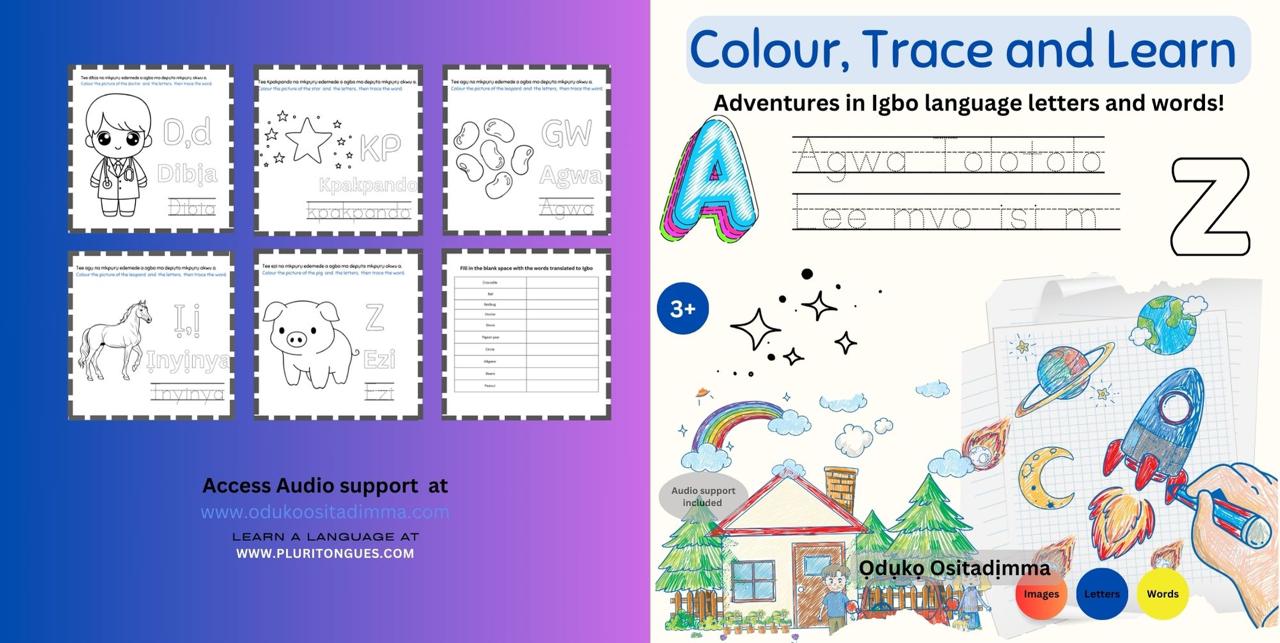 Tee dibịa na mkpụrụ edemede a agba ma depụta mkpụrụ okwu a.
Colour the picture of the doctor and the letters, then trace the word.
D,d
Dibịa
Dibịa
Tee Kpakpando na mkpụrụ edemede a agba ma depụta mkpụrụ okwu a.
Colour the picture of the star and the letters, then trace the word.
KP
Kpakpando
kpakpando
Tee agụ na mkpụrụ edemede a agba ma depụta mkpụrụ okwu a.
Colour the picture of the leopard and the letters, then trace the word.
GW
Agwa
Agwa
Tee agụ na mkpụrụ edemede a agba ma depụta mkpụrụ okwu a.
Colour the picture of the leopard and the letters, then trace the word.
Ị,ị
Ịnyịnya
Ịnyịnya
Tee ezi na mkpụrụ edemede a agba ma depụta mkpụrụ okwu a.
Colour the picture of the pig and the letters, then trace the word.
Z
Ezi
Ezi
Fill in the blank space with the words translated to Igbo
Crocodile
Doctor
Pigeon pear
Circle
Beans
Peanut
Access Audio support at
www.odukoositadimma.com
LEARN A LANGUAGE AT
WWW.PLURITONGUES.COM
Colour, Trace and Learn
Adventures in Igbo language letters and words!
A
Agwa Tolotolo
Lee mvo isi m
Z
3+
Audio support
included
Ọdụkọ Ositadịmma
Images
Letters
Words